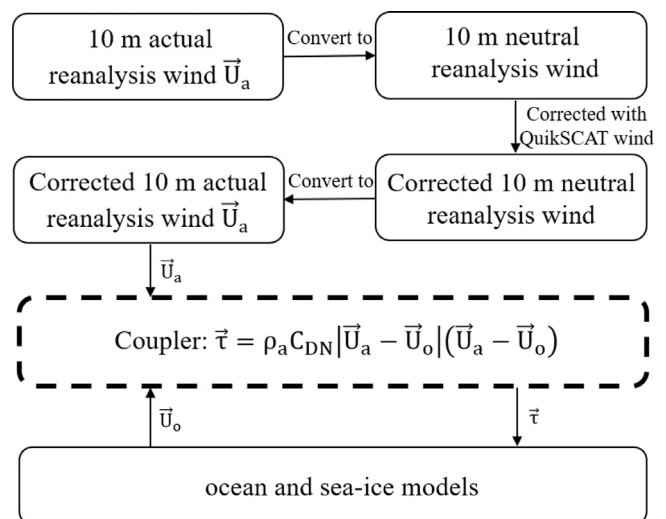 10 m actual
reanalysis wind U⃗ₐ
Convert to
10 m neutral
reanalysis wind
Corrected with
QuikSCAT wind
Corrected 10 m actual
reanalysis wind U⃗ₐ
Convert to
Corrected 10 m neutral
reanalysis wind
U⃗ₐ
Coupler: τ⃗ = ρₐC_DN|U⃗ₐ − U⃗ₒ|(U⃗ₐ − U⃗ₒ)
U⃗ₒ
τ⃗
ocean and sea-ice models